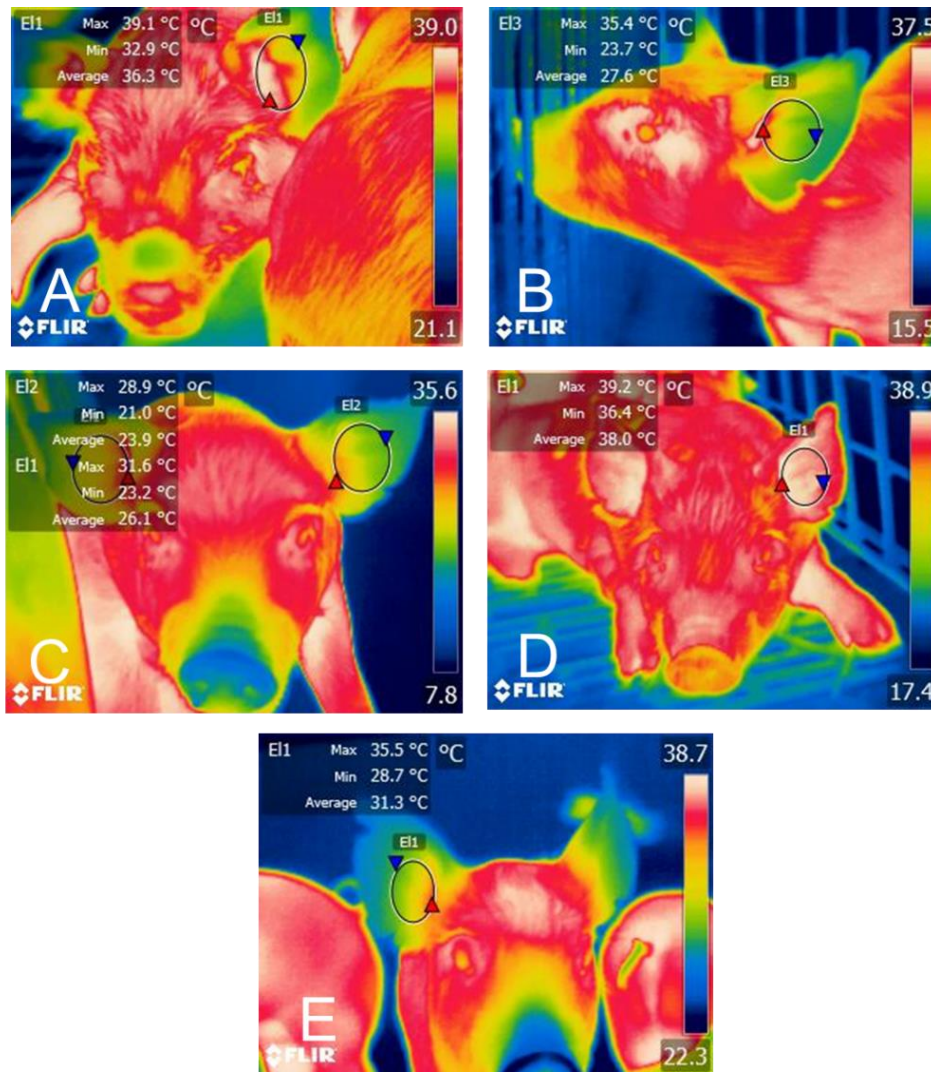 El1 Max 39.1 °C °C 39.0
Min 32.9 °C
Average 36.3 °C
El1
A
FLIR 21.1
El3 Max 35.4 °C °C 37.5
Min 23.7 °C
Average 27.6 °C
El3
B
FLIR 15.5
El2 Max 28.9 °C °C 35.6
Min 21.0 °C
El2
Average 23.9 °C
El1 Max 31.6 °C
Min 23.2 °C
Average 26.1 °C
C
FLIR 7.8
El1 Max 39.2 °C °C 38.9
Min 36.4 °C
Average 38.0 °C
El1
D
FLIR 17.4
El1 Max 35.5 °C °C 38.7
Min 28.7 °C
Average 31.3 °C
El1
E
FLIR 22.3